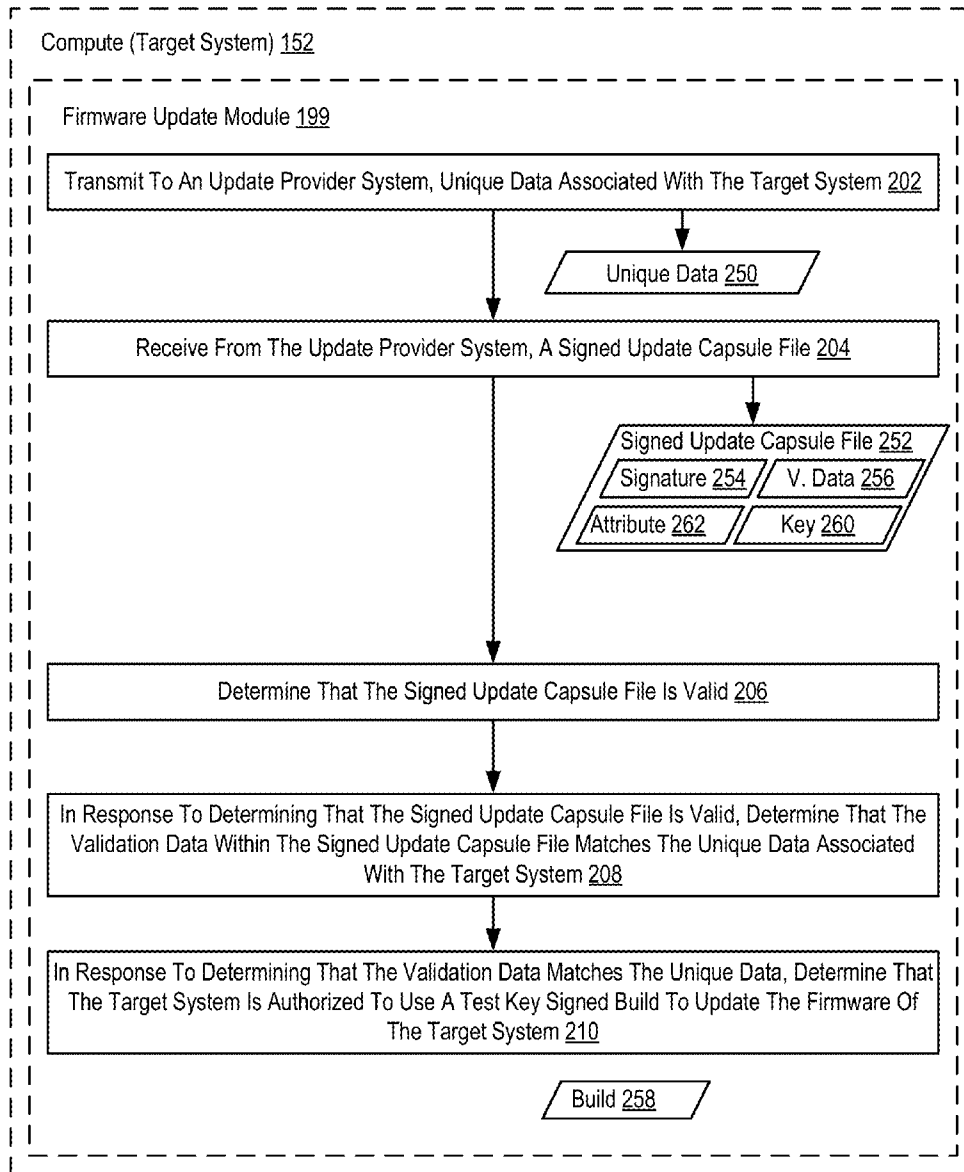 Compute (Target System) 152
Firmware Update Module 199
Transmit To An Update Provider System, Unique Data Associated With The Target System 202
Unique Data 250
Receive From The Update Provider System, A Signed Update Capsule File 204
Signed Update Capsule File 252
Signature 254
V. Data 256
Attribute 262
Key 260
Determine That The Signed Update Capsule File Is Valid 206
In Response To Determining That The Signed Update Capsule File Is Valid, Determine That The
Validation Data Within The Signed Update Capsule File Matches The Unique Data Associated
With The Target System 208
In Response To Determining That The Validation Data Matches The Unique Data, Determine That
The Target System Is Authorized To Use A Test Key Signed Build To Update The Firmware Of
The Target System 210
Build 258